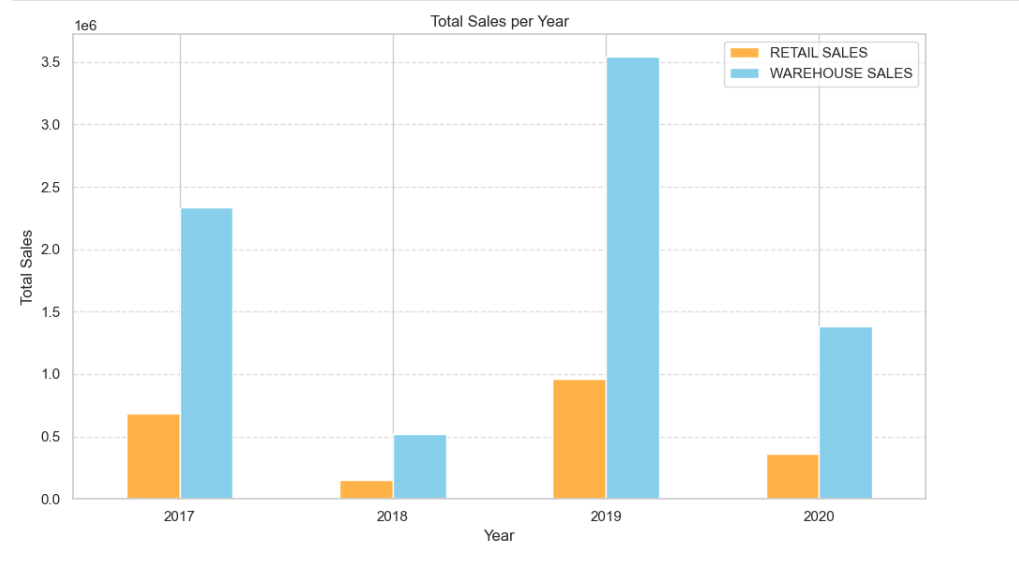 Total Sales per Year
1e6
RETAIL SALES
WAREHOUSE SALES
3.5
3.0
2.5
2.0
1.5
1.0
0.5
0.0
Total Sales
2017 2018 2019 2020
Year